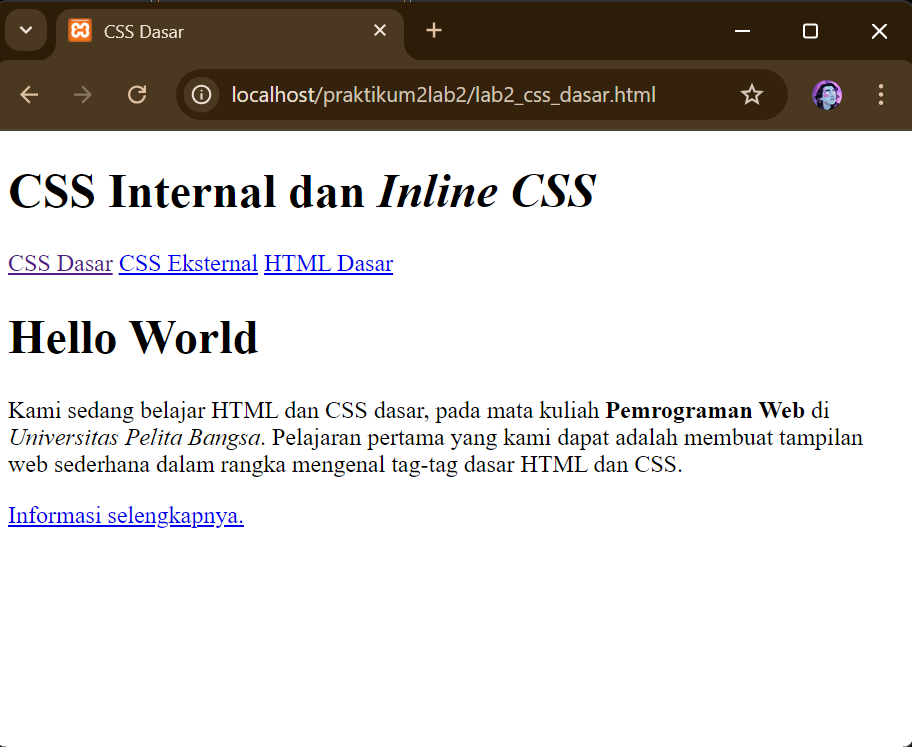 CSS Dasar
localhost/praktikum2lab2/lab2_css_dasar.html
CSS Internal dan Inline CSS
CSS Dasar CSS Eksternal HTML Dasar
Hello World
Kami sedang belajar HTML dan CSS dasar, pada mata kuliah Pemrograman Web di
Universitas Pelita Bangsa. Pelajaran pertama yang kami dapat adalah membuat tampilan
web sederhana dalam rangka mengenal tag-tag dasar HTML dan CSS.
Informasi selengkapnya.